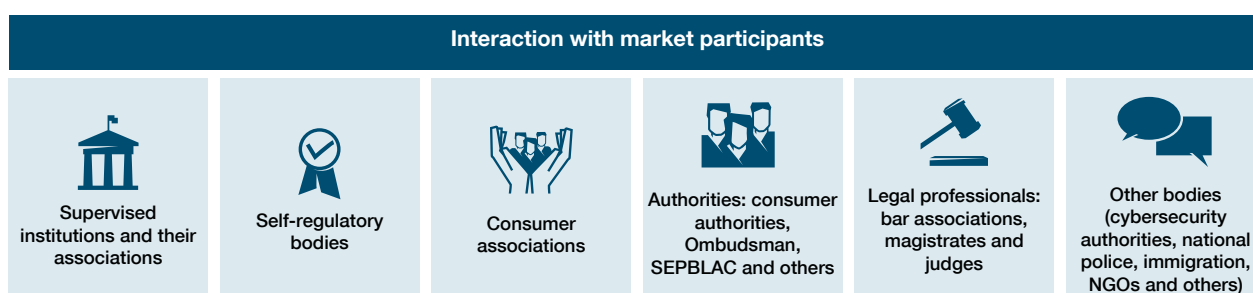 Interaction with market participants
Supervised
institutions and their
associations
Self-regulatory
bodies
Consumer
associations
Authorities: consumer
authorities,
Ombudsman,
SEPBLAC and others
Legal professionals:
bar associations,
magistrates and
judges
Other bodies
(cybersecurity
authorities, national
police, immigration,
NGOs and others)